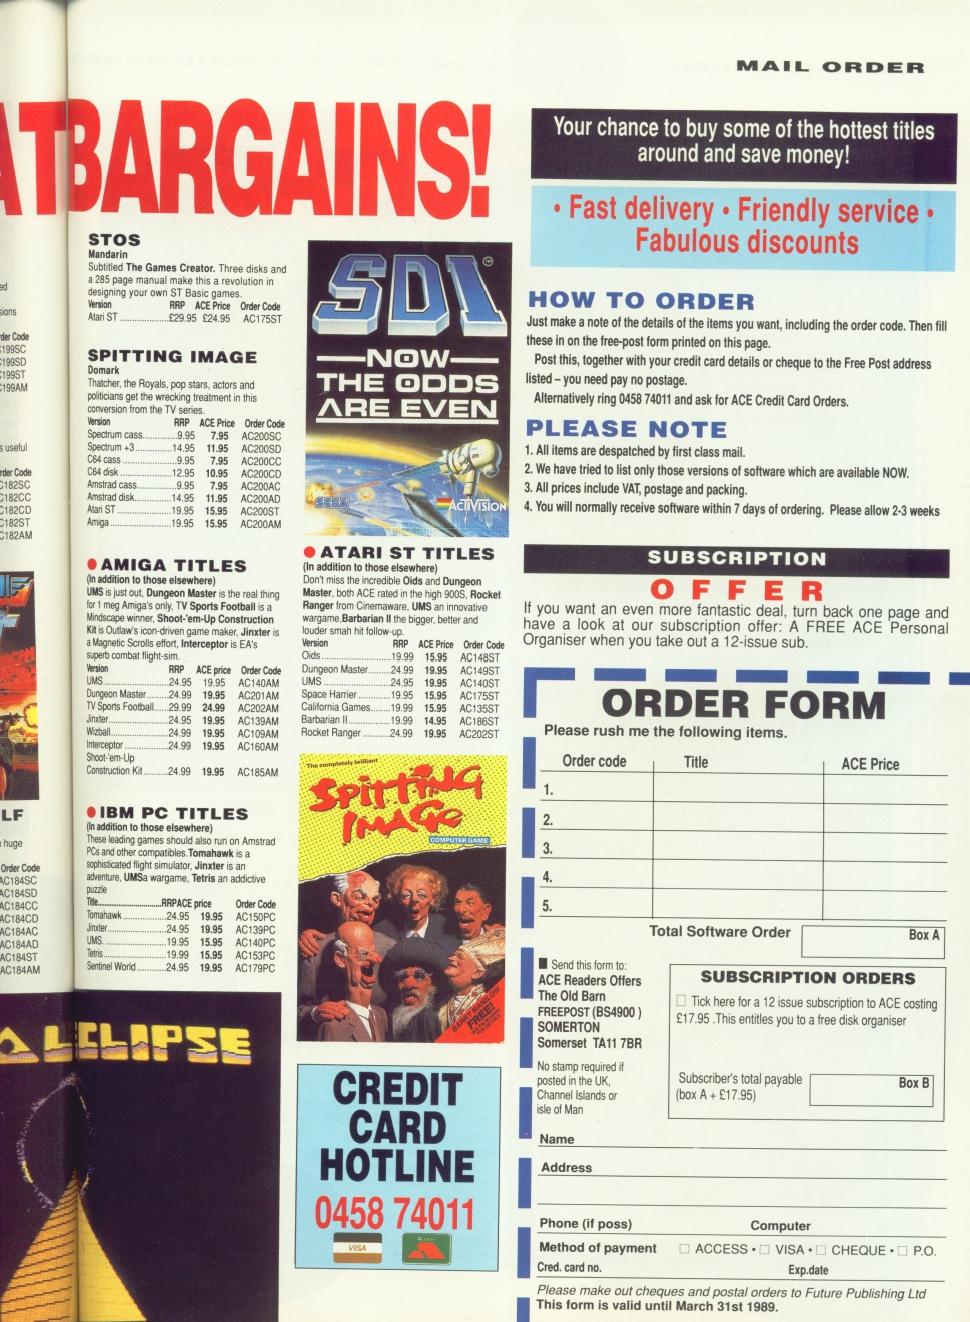 MAIL ORDER
AT BARGAINS!
ed
sions
rder Code
C199SC
C199SD
C199ST
C199AM
s useful
rder Code
C182SC
C182CC
C182CD
C182ST
C182AM
LF
huge
Order Code
AC184SC
AC184SD
AC184CC
AC184CD
AC184AC
AC184AD
AC184ST
AC184AM
STOS
Mandarin
Subtitled The Games Creator. Three disks and
a 285 page manual make this a revolution in
designing your own ST Basic games.
Version RRP ACE Price Order Code
Atari ST ..................£29.95 £24.95 AC175ST
SPITTING IMAGE
Domark
Thatcher, the Royals, pop stars, actors and
politicians get the wrecking treatment in this
conversion from the TV series.
Version RRP ACE Price Order Code
Spectrum cass.............9.95 7.95 AC200SC
Spectrum +3..............14.95 11.95 AC200SD
C64 cass....................9.95 7.95 AC200CC
C64 disk ...................12.95 10.95 AC200CD
Amstrad cass...............9.95 7.95 AC200AC
Amstrad disk..............14.95 11.95 AC200AD
Atari ST ....................19.95 15.95 AC200ST
Amiga ......................19.95 15.95 AC200AM
AMIGA TITLES
(In addition to those elsewhere)
UMS is just out, Dungeon Master is the real thing
for 1 meg Amiga's only, TV Sports Football is a
Mindscape winner, Shoot-'em-Up Construction
Kit is Outlaw's icon-driven game maker, Jinxter is
a Magnetic Scrolls effort, Interceptor is EA's
superb combat flight-sim.
Version RRP ACE price Order Code
UMS .......................24.95 19.95 AC140AM
Dungeon Master........24.99 19.95 AC201AM
TV Sports Football.....29.99 24.99 AC202AM
Jinxter.....................24.95 19.95 AC139AM
Wizball....................24.99 19.95 AC109AM
Interceptor ...............24.99 19.95 AC160AM
Shoot-'em-Up
Construction Kit.........24.99 19.95 AC185AM
IBM PC TITLES
(In addition to those elsewhere)
These leading games should also run on Amstrad
PCs and other compatibles.Tomahawk is a
sophisticated flight simulator, Jinxter is an
adventure, UMSa wargame, Tetris an addictive
puzzle
Title...........................RRPACE price Order Code
Tomahawk ................24.95 19.95 AC150PC
Jinxter.....................24.95 19.95 AC139PC
UMS. ......................19.95 15.95 AC140PC
Tetris ......................19.99 15.95 AC153PC
Sentinel World ..........24.95 19.95 AC179PC
ECLIPSE
SDI TM
NOW
THE ODDS
ARE EVEN
SEGA
ACTIVISION
ATARI ST TITLES
(In addition to those elsewhere)
Don't miss the incredible Oids and Dungeon
Master, both ACE rated in the high 900S, Rocket
Ranger from Cinemaware, UMS an innovative
wargame,Barbarian II the bigger, better and
louder smah hit follow-up.
Version RRP ACE Price Order Code
Oids.........................19.99 15.95 AC148ST
Dungeon Master........24.99 19.95 AC149ST
UMS .......................24.95 19.95 AC140ST
Space Harrier ...........19.95 15.95 AC175ST
California Games.......19.99 15.95 AC135ST
Barbarian II...............19.99 14.95 AC186ST
Rocket Ranger ..........24.99 19.95 AC202ST
The completely brilliant
SPITTING
IMAGE
COMPUTER GAME
BARRY MANILOW
FREE!
CREDIT
CARD
HOTLINE
0458 74011
VISA
Access
Your chance to buy some of the hottest titles
around and save money!
• Fast delivery • Friendly service •
Fabulous discounts
HOW TO ORDER
Just make a note of the details of the items you want, including the order code. Then fill
these in on the free-post form printed on this page.
Post this, together with your credit card details or cheque to the Free Post address
listed – you need pay no postage.
Alternatively ring 0458 74011 and ask for ACE Credit Card Orders.
PLEASE NOTE
1. All items are despatched by first class mail.
2. We have tried to list only those versions of software which are available NOW.
3. All prices include VAT, postage and packing.
4. You will normally receive software within 7 days of ordering. Please allow 2-3 weeks
SUBSCRIPTION
OFFER
If you want an even more fantastic deal, turn back one page and
have a look at our subscription offer: A FREE ACE Personal
Organiser when you take out a 12-issue sub.
ORDER FORM
Please rush me the following items.
Order code Title ACE Price
1.
2.
3.
4.
5.
Total Software Order Box A
Send this form to:
ACE Readers Offers
The Old Barn
FREEPOST (BS4900 )
SOMERTON
Somerset TA11 7BR
No stamp required if
posted in the UK,
Channel Islands or
isle of Man
SUBSCRIPTION ORDERS
Tick here for a 12 issue subscription to ACE costing
£17.95 .This entitles you to a free disk organiser
Subscriber's total payable Box B
(box A + £17.95)
Name
Address
Phone (if poss) Computer
Method of payment ☐ ACCESS • ☐ VISA • ☐ CHEQUE • ☐ P.O.
Cred. card no. Exp.date
Please make out cheques and postal orders to Future Publishing Ltd
This form is valid until March 31st 1989.